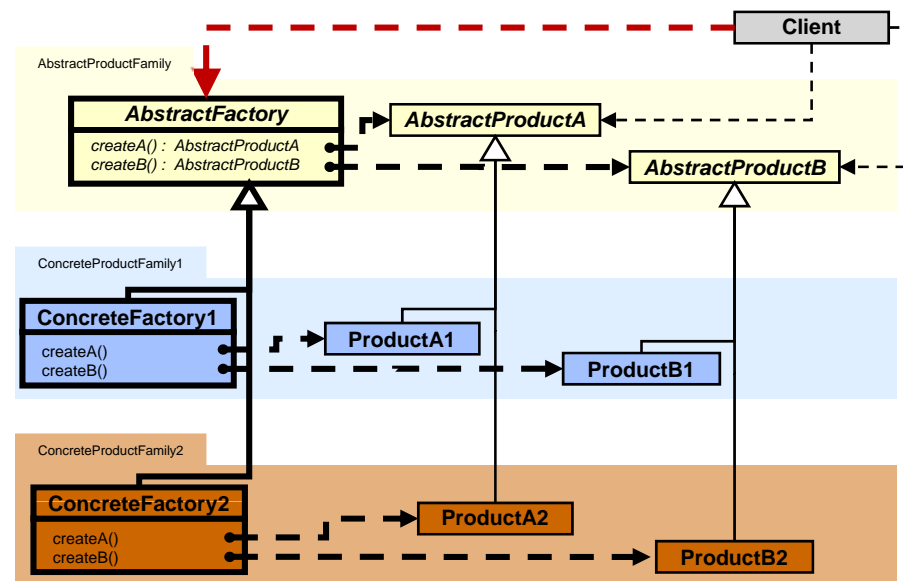 Client
AbstractProductFamily
AbstractFactory
createA() : AbstractProductA
createB() : AbstractProductB
AbstractProductA
AbstractProductB
ConcreteProductFamily1
ConcreteFactory1
createA()
createB()
ProductA1
ProductB1
ConcreteProductFamily2
ConcreteFactory2
createA()
createB()
ProductA2
ProductB2